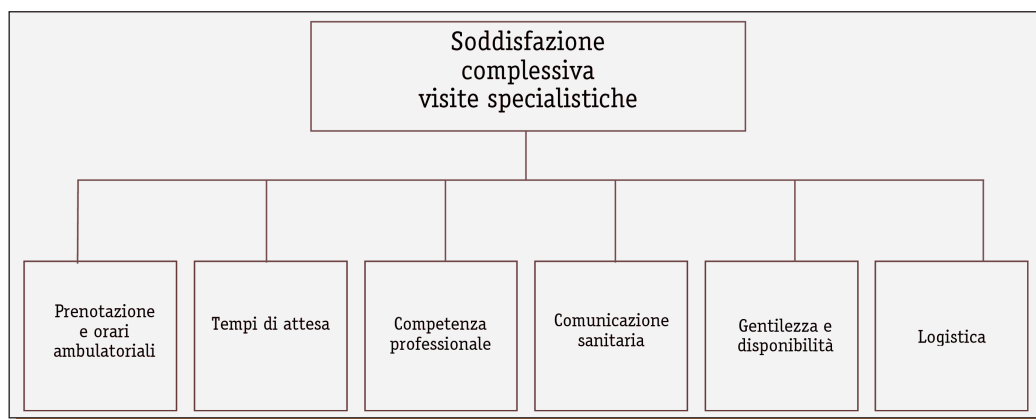 Soddisfazione
complessiva
visite specialistiche
Prenotazione
e orari
ambulatoriali
Tempi di attesa
Competenza
professionale
Comunicazione
sanitaria
Gentilezza e
disponibilità
Logistica